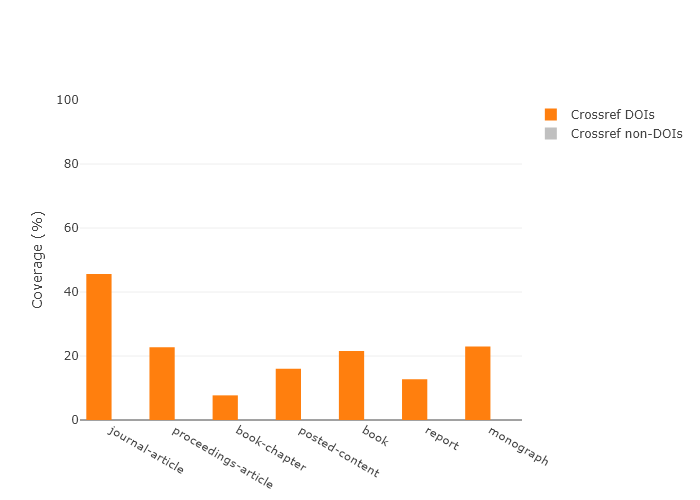 100
80
60
40
20
0
Coverage (%)
journal-article
proceedings-article
book-chapter
posted-content
book
report
monograph
Crossref DOIs
Crossref non-DOIs